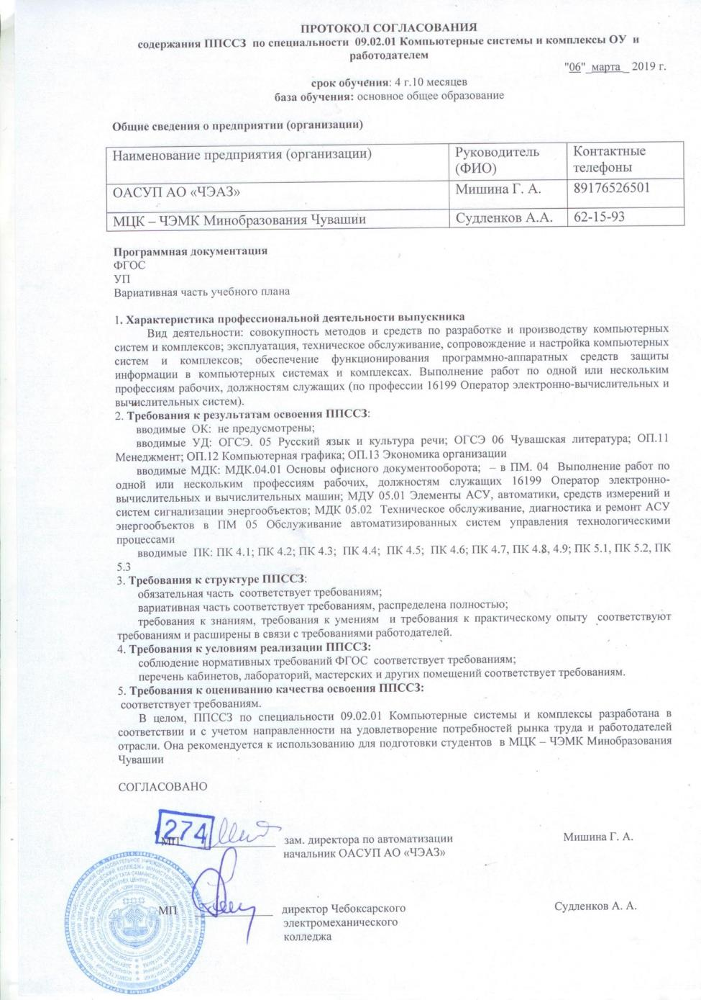 ПРОТОКОЛ СОГЛАСОВАНИЯ
содержания ППССЗ по специальности 09.02.01 Компьютерные системы и комплексы ОУ и
работодателем
"06" марта 2019 г.
срок обучения: 4 г.10 месяцев
база обучения: основное общее образование
Общие сведения о предприятии (организации)
Наименование предприятия (организации) Руководитель (ФИО) Контактные телефоны
ОАСУП АО «ЧЭАЗ» Мишина Г. А. 89176526501
МЦК – ЧЭМК Минобразования Чувашии Судленков А.А. 62-15-93
Программная документация
ФГОС
УП
Вариативная часть учебного плана
1. Характеристика профессиональной деятельности выпускника
Вид деятельности: совокупность методов и средств по разработке и производству компьютерных
систем и комплексов; эксплуатация, техническое обслуживание, сопровождение и настройка компьютерных
систем и комплексов; обеспечение функционирования программно-аппаратных средств защиты
информации в компьютерных системах и комплексах. Выполнение работ по одной или нескольким
профессиям рабочих, должностям служащих (по профессии 16199 Оператор электронно-вычислительных и
вычислительных систем).
2. Требования к результатам освоения ППССЗ:
вводимые ОК: не предусмотрены;
вводимые УД: ОГСЭ. 05 Русский язык и культура речи; ОГСЭ 06 Чувашская литература; ОП.11
Менеджмент; ОП.12 Компьютерная графика; ОП.13 Экономика организации
вводимые МДК: МДК.04.01 Основы офисного документооборота; – в ПМ. 04 Выполнение работ по
одной или нескольким профессиям рабочих, должностям служащих 16199 Оператор электронно-
вычислительных и вычислительных машин; МДУ 05.01 Элементы АСУ, автоматики, средств измерений и
систем сигнализации энергообъектов; МДК 05.02 Техническое обслуживание, диагностика и ремонт АСУ
энергообъектов в ПМ 05 Обслуживание автоматизированных систем управления технологическими
процессами
вводимые ПК: ПК 4.1; ПК 4.2; ПК 4.3; ПК 4.4; ПК 4.5; ПК 4.6; ПК 4.7, ПК 4.8, 4.9; ПК 5.1, ПК 5.2, ПК
5.3
3. Требования к структуре ППССЗ:
обязательная часть соответствует требованиям;
вариативная часть соответствует требованиям, распределена полностью;
требования к знаниям, требования к умениям и требования к практическому опыту соответствуют
требованиям и расширены в связи с требованиями работодателей.
4. Требования к условиям реализации ППССЗ:
соблюдение нормативных требований ФГОС соответствует требованиям;
перечень кабинетов, лабораторий, мастерских и других помещений соответствует требованиям.
5. Требования к оцениванию качества освоения ППССЗ:
соответствует требованиям.
В целом, ППССЗ по специальности 09.02.01 Компьютерные системы и комплексы разработана в
соответствии и с учетом направленности на удовлетворение потребностей рынка труда и работодателей
отрасли. Она рекомендуется к использованию для подготовки студентов в МЦК – ЧЭМК Минобразования
Чувашии
СОГЛАСОВАНО
274
МП зам. директора по автоматизации Мишина Г. А.
начальник ОАСУП АО «ЧЭАЗ»
МП директор Чебоксарского Судленков А. А.
электромеханического
колледжа